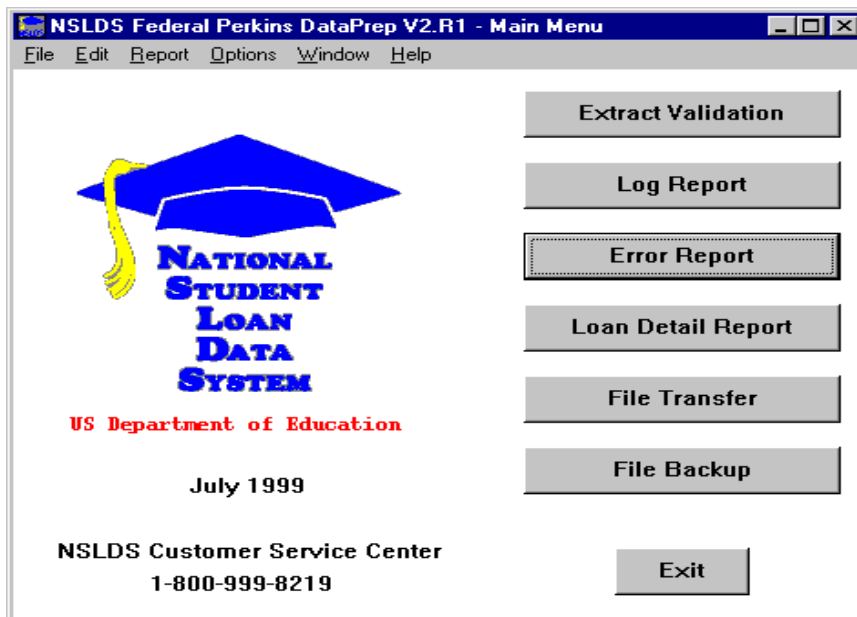 NSLDS Federal Perkins DataPrep V2.R1 - Main Menu
File Edit Report Options Window Help
NATIONAL
STUDENT
LOAN
DATA
SYSTEM
US Department of Education
July 1999
NSLDS Customer Service Center
1-800-999-8219
Extract Validation
Log Report
Error Report
Loan Detail Report
File Transfer
File Backup
Exit